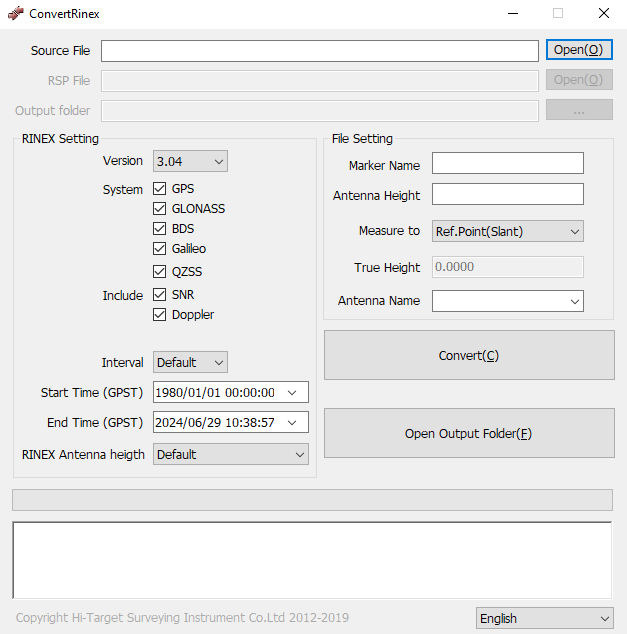 ConvertRinex
Source File Open(O)
RSP File Open(O)
Output folder ...
RINEX Setting
Version 3.04
System GPS
GLONASS
BDS
Galileo
QZSS
Include SNR
Doppler
Interval Default
Start Time (GPST) 1980/01/01 00:00:00
End Time (GPST) 2024/06/29 10:38:57
RINEX Antenna heigth Default
File Setting
Marker Name
Antenna Height
Measure to Ref.Point(Slant)
True Height 0.0000
Antenna Name
Convert(C)
Open Output Folder(F)
Copyright Hi-Target Surveying Instrument Co.Ltd 2012-2019
English